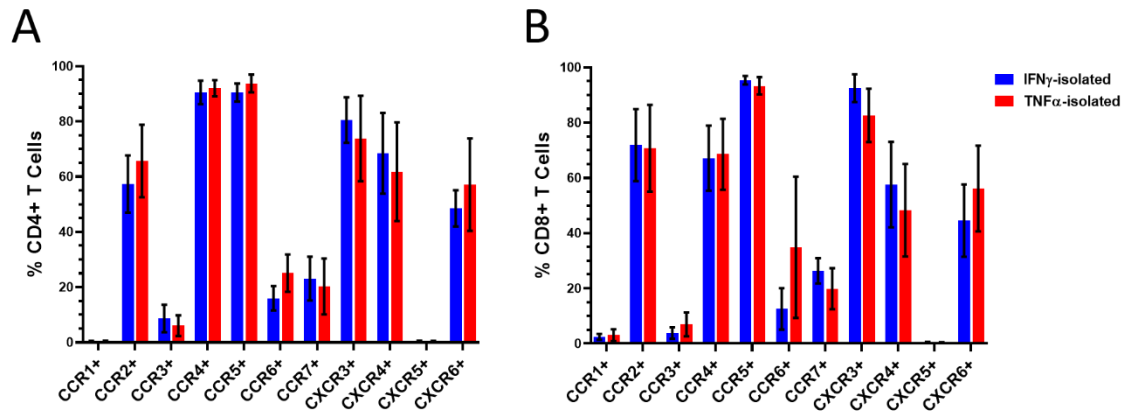 A
% CD4+ T Cells
100
80
60
40
20
0
CCR1+
CCR2+
CCR3+
CCR4+
CCR5+
CCR6+
CCR7+
CXCR3+
CXCR4+
CXCR5+
CXCR6+
B
% CD8+ T Cells
100
80
60
40
20
0
CCR1+
CCR2+
CCR3+
CCR4+
CCR5+
CCR6+
CCR7+
CXCR3+
CXCR4+
CXCR5+
CXCR6+
IFNγ-isolated
TNFα-isolated